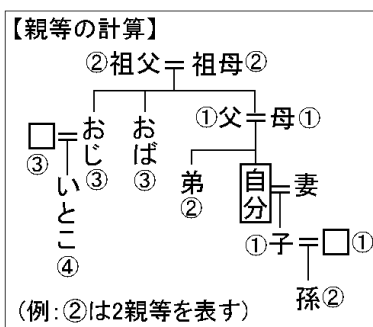 【親等の計算】
②祖父＝祖母②
①父＝母①
□＝おじ③
③
おば③
いとこ④
弟②
自分＝妻
①子＝□①
孫②
(例:②は2親等を表す)